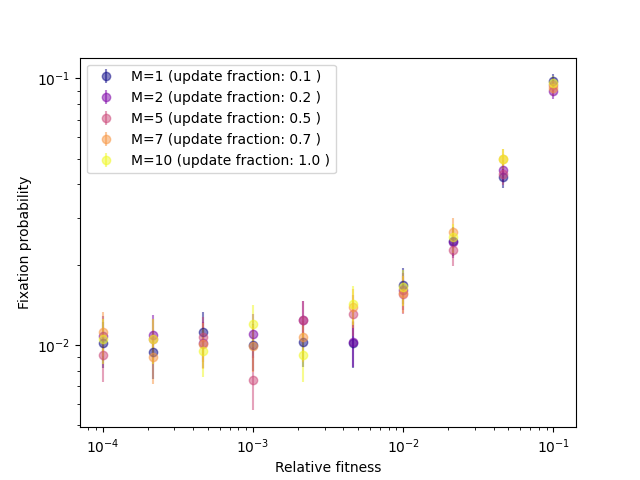 M=1 (update fraction: 0.1 )
M=2 (update fraction: 0.2 )
M=5 (update fraction: 0.5 )
M=7 (update fraction: 0.7 )
M=10 (update fraction: 1.0 )
10⁻¹
10⁻²
Fixation probability
10⁻⁴ 10⁻³ 10⁻² 10⁻¹
Relative fitness